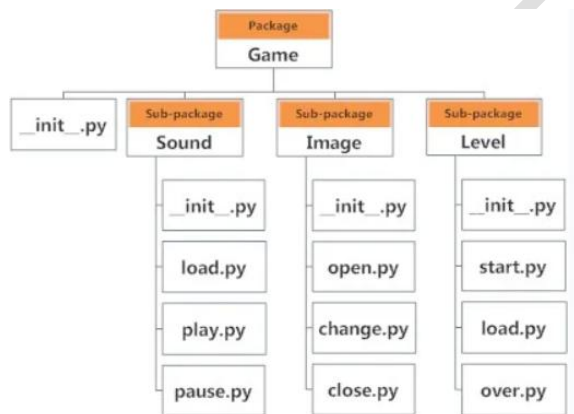 Package
Game
__init__.py
Sub-package
Sound
Sub-package
Image
Sub-package
Level
__init__.py
load.py
play.py
pause.py
__init__.py
open.py
change.py
close.py
__init__.py
start.py
load.py
over.py